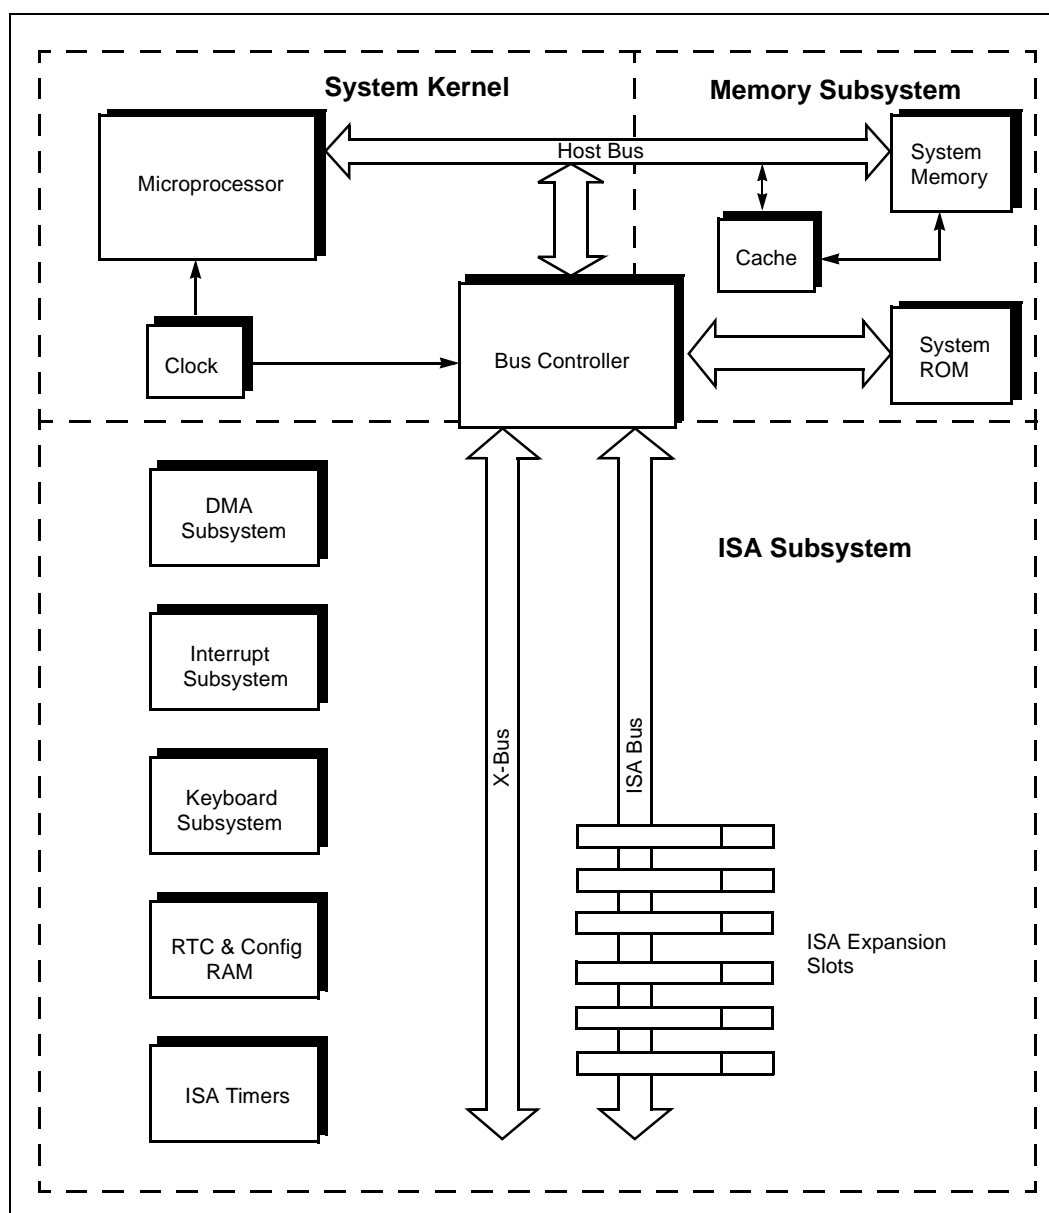 System Kernel
Memory Subsystem
Microprocessor
Host Bus
System
Memory
Cache
Clock
Bus Controller
System
ROM
DMA
Subsystem
ISA Subsystem
Interrupt
Subsystem
X-Bus
ISA Bus
Keyboard
Subsystem
RTC & Config
RAM
ISA Expansion
Slots
ISA Timers